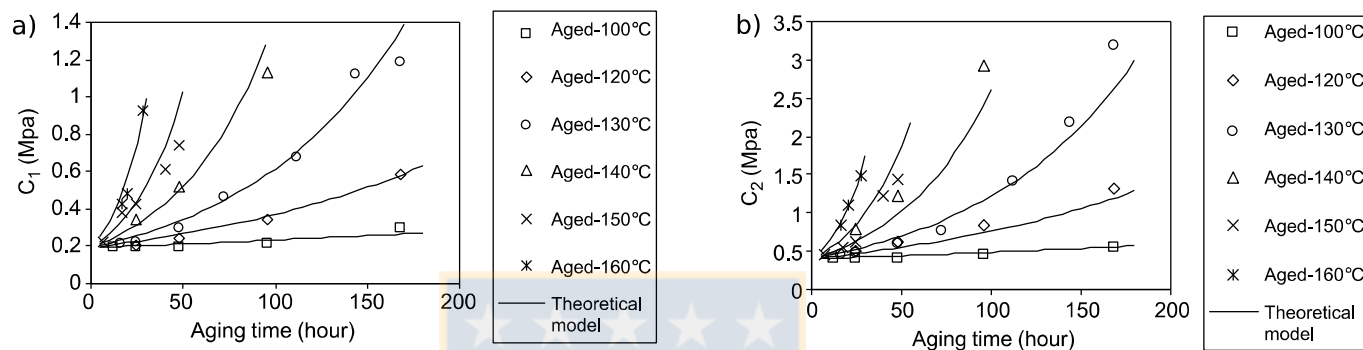 a)
C1 (Mpa)
1.4
1.2
1
0.8
0.6
0.4
0.2
0
0
50
100
150
200
Aging time (hour)
Aged-100°C
Aged-120°C
Aged-130°C
Aged-140°C
Aged-150°C
Aged-160°C
Theoretical
model
b)
C2 (Mpa)
3.5
3
2.5
2
1.5
1
0.5
0
0
50
100
150
200
Aging time (hour)
Aged-100°C
Aged-120°C
Aged-130°C
Aged-140°C
Aged-150°C
Aged-160°C
Theoretical
model